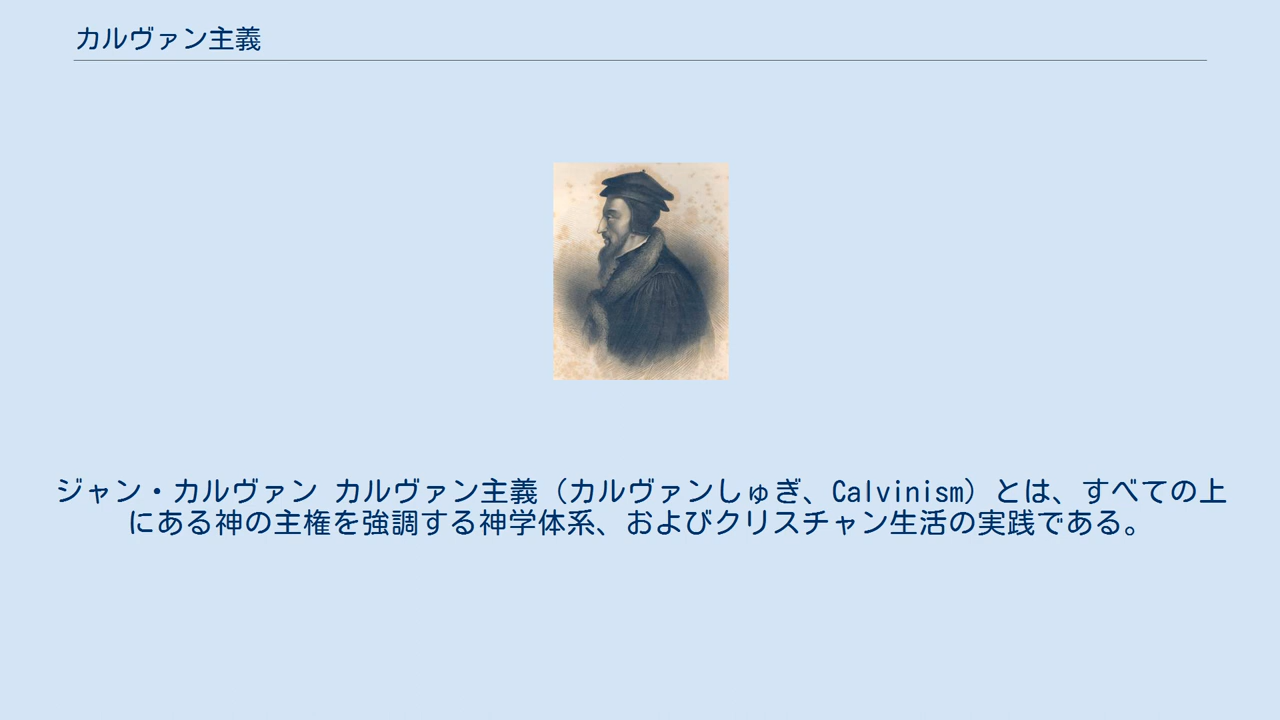 カルヴァン主義
ジャン・カルヴァン カルヴァン主義（カルヴァンしゅぎ、Calvinism）とは、すべての上
にある神の主権を強調する神学体系、およびクリスチャン生活の実践である。